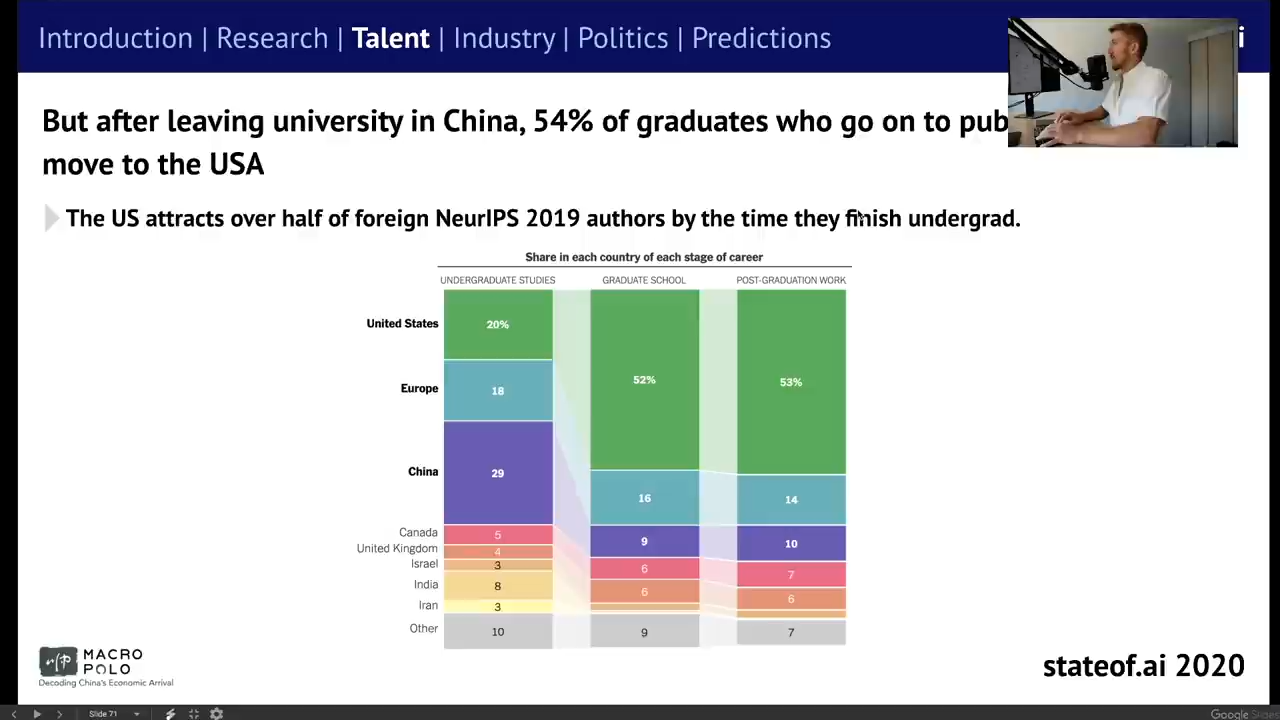 Introduction | Research | Talent | Industry | Politics | Predictions
i
But after leaving university in China, 54% of graduates who go on to pub
move to the USA
The US attracts over half of foreign NeurIPS 2019 authors by the time they finish undergrad.
Share in each country of each stage of career
UNDERGRADUATE STUDIES GRADUATE SCHOOL POST-GRADUATION WORK
United States 20% 52% 53%
Europe 18 16 14
China 29 9 10
Canada 5 6 7
United Kingdom 4 6 6
Israel 3
India 8
Iran 3
Other 10 9 7
m/p MACRO POLO
Decoding China's Economic Arrival
stateof.ai 2020
Slide 71
Google Slides